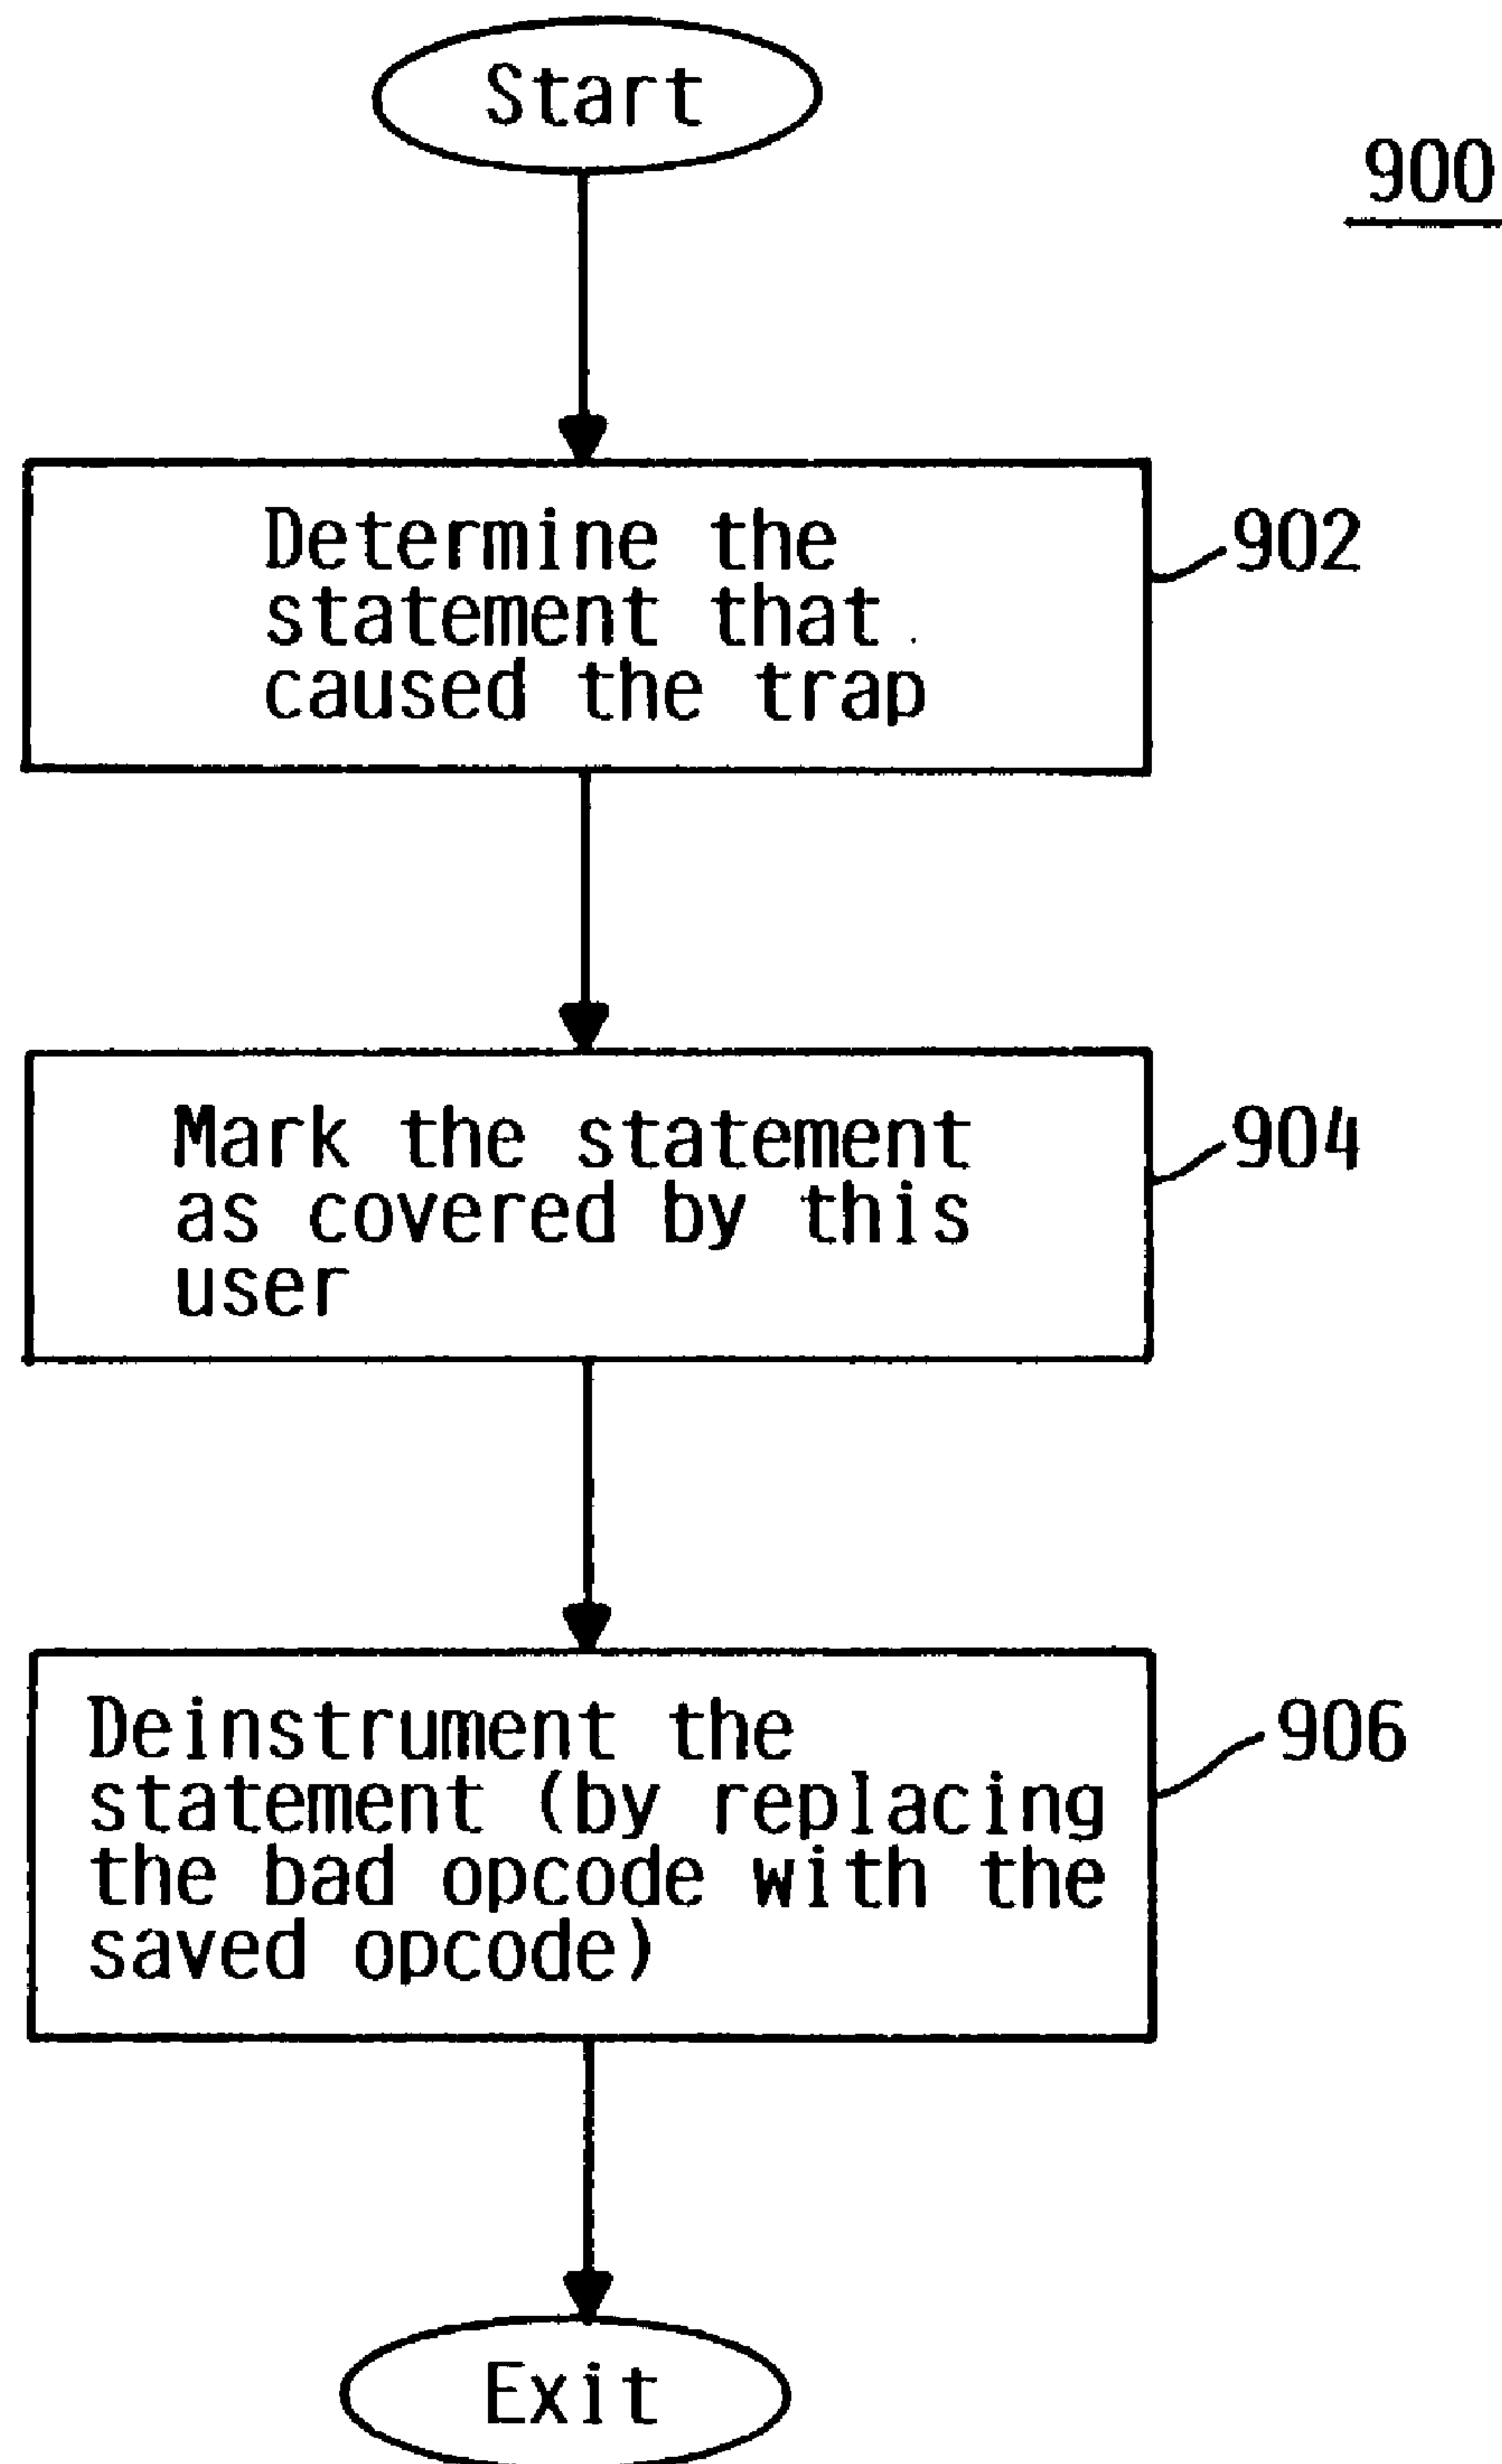 Start
900
Determine the
statement that
caused the trap
902
Mark the statement
as covered by this
user
904
Deinstrument the
statement (by replacing
the bad opcode with the
saved opcode)
906
Exit